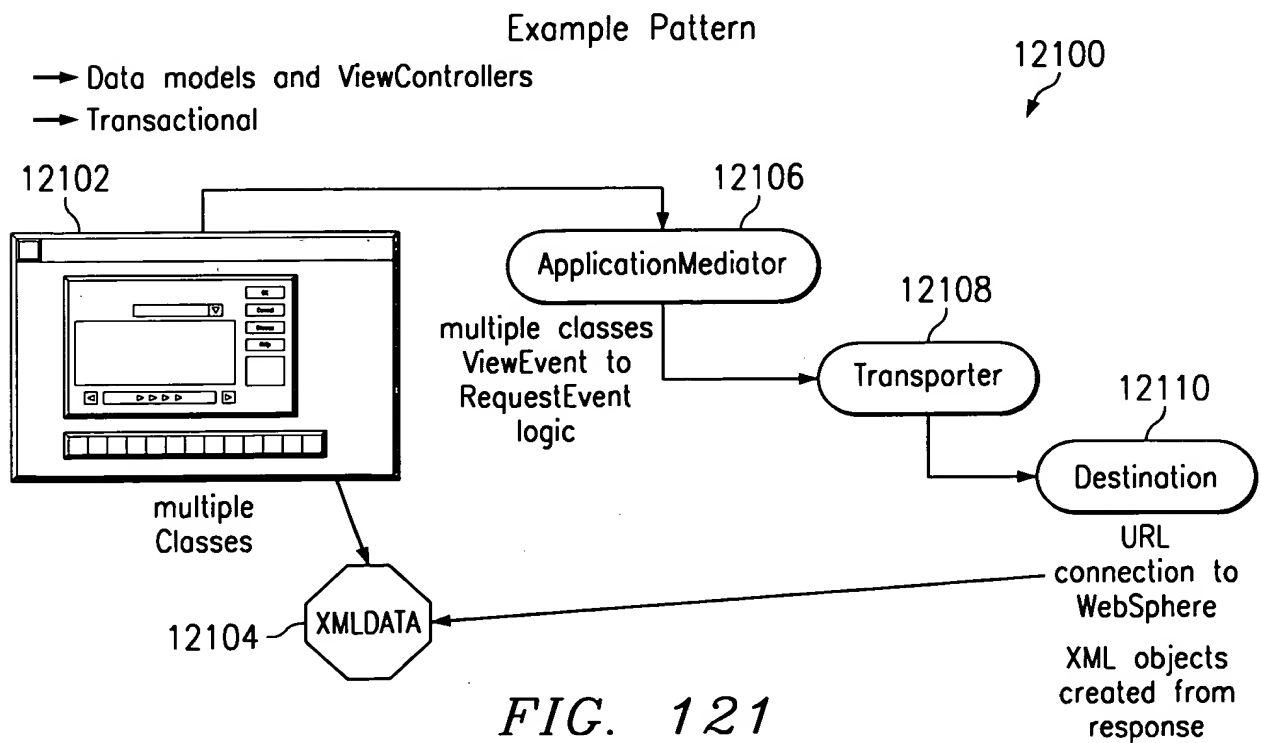 Example Pattern
12100
→ Data models and ViewControllers
→ Transactional
12102
12106
ApplicationMediator
12108
multiple classes
ViewEvent to
RequestEvent
logic
Transporter
12110
Destination
multiple
Classes
URL
connection to
WebSphere
12104
XMLDATA
XML objects
created from
response
FIG. 121